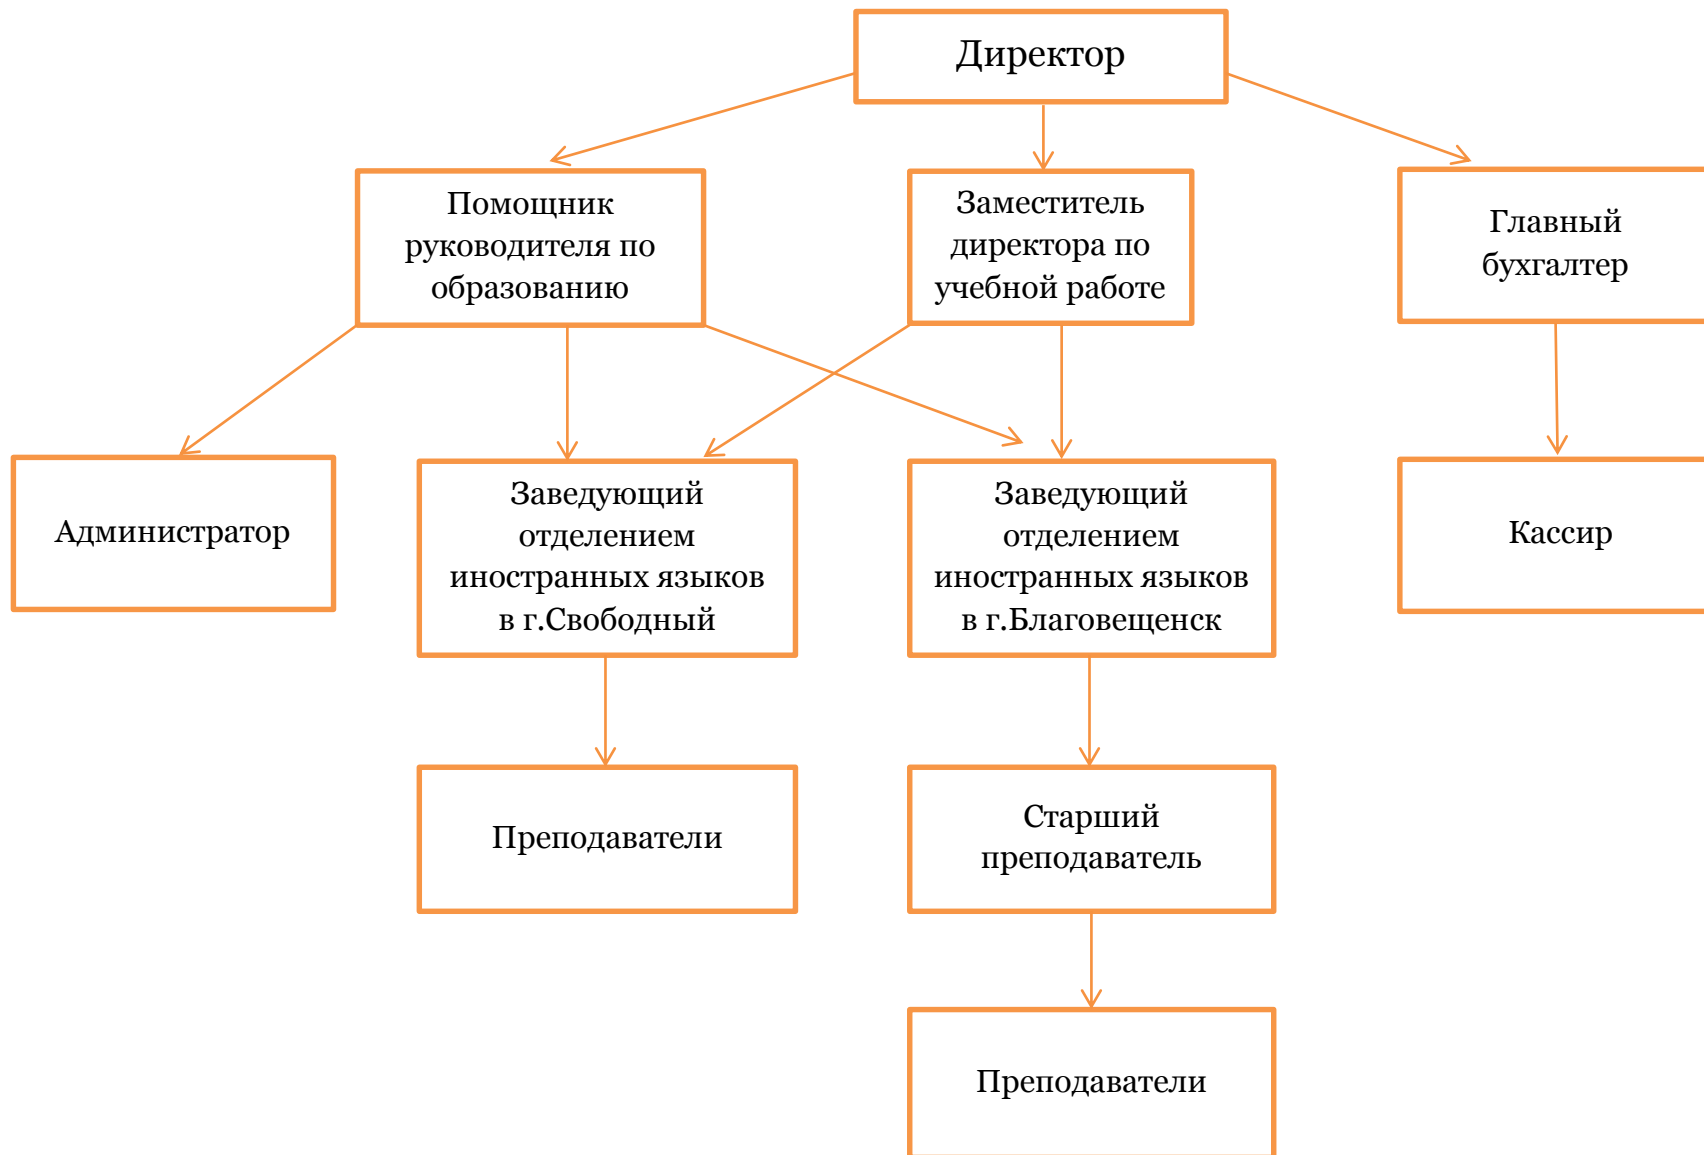 Директор
Помощник
руководителя по
образованию
Заместитель
директора по
учебной работе
Главный
бухгалтер
Администратор
Заведующий
отделением
иностранных языков
в г.Свободный
Заведующий
отделением
иностранных языков
в г.Благовещенск
Кассир
Преподаватели
Старший
преподаватель
Преподаватели